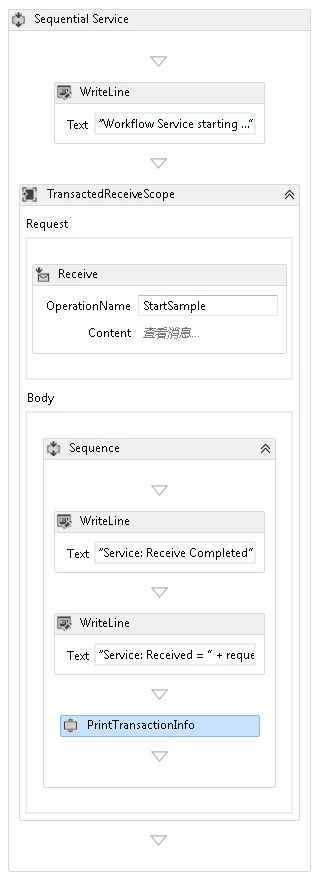 Sequential Service
WriteLine
Text "Workflow Service starting ..."
TransactedReceiveScope
Request
Receive
OperationName StartSample
Content 查看消息...
Body
Sequence
WriteLine
Text "Service: Receive Completed"
WriteLine
Text "Service: Received = " + reque
PrintTransactionInfo